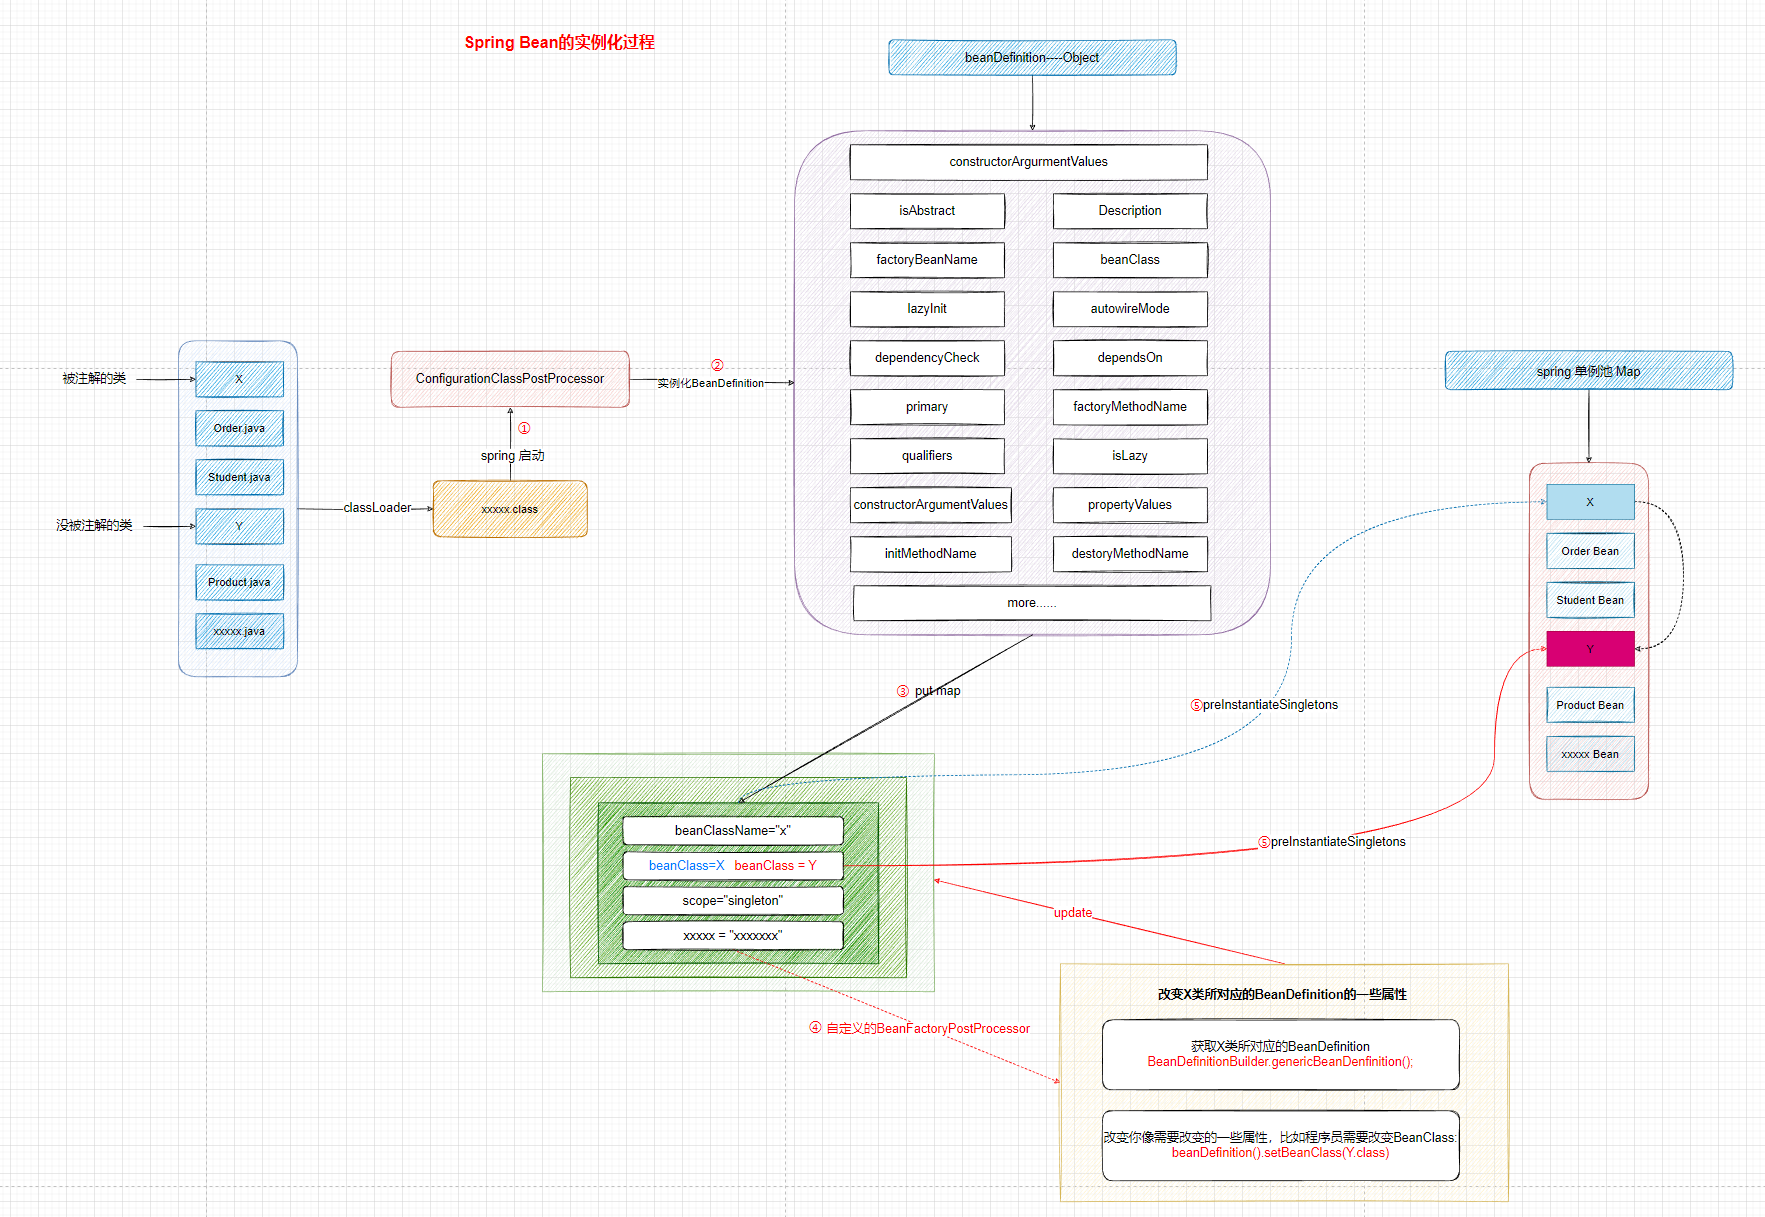 Spring Bean的实例化过程
beanDefinition----Object
constructorArgurmentValues
isAbstract
Description
factoryBeanName
beanClass
lazyInit
autowireMode
dependencyCheck
dependsOn
primary
factoryMethodName
qualifiers
isLazy
constructorArgumentValues
propertyValues
initMethodName
destoryMethodName
more......
被注解的类
X
Order.java
Student.java
没被注解的类
Y
Product.java
xxxxx.java
classLoader
xxxxx.class
①
spring 启动
ConfigurationClassPostProcessor
②
实例化BeanDefinition
③ put map
beanClassName="x"
beanClass=X beanClass = Y
scope="singleton"
xxxxx = "xxxxxxx"
④ 自定义的BeanFactoryPostProcessor
update
改变X类所对应的BeanDefinition的一些属性
获取X类所对应的BeanDefinition
BeanDefinitionBuilder.genericBeanDenfinition();
改变你像需要改变的一些属性，比如程序员需要改变BeanClass:
beanDefinition().setBeanClass(Y.class)
⑤preInstantiateSingletons
⑤preInstantiateSingletons
spring 单例池 Map
X
Order Bean
Student Bean
Y
Product Bean
xxxxx Bean